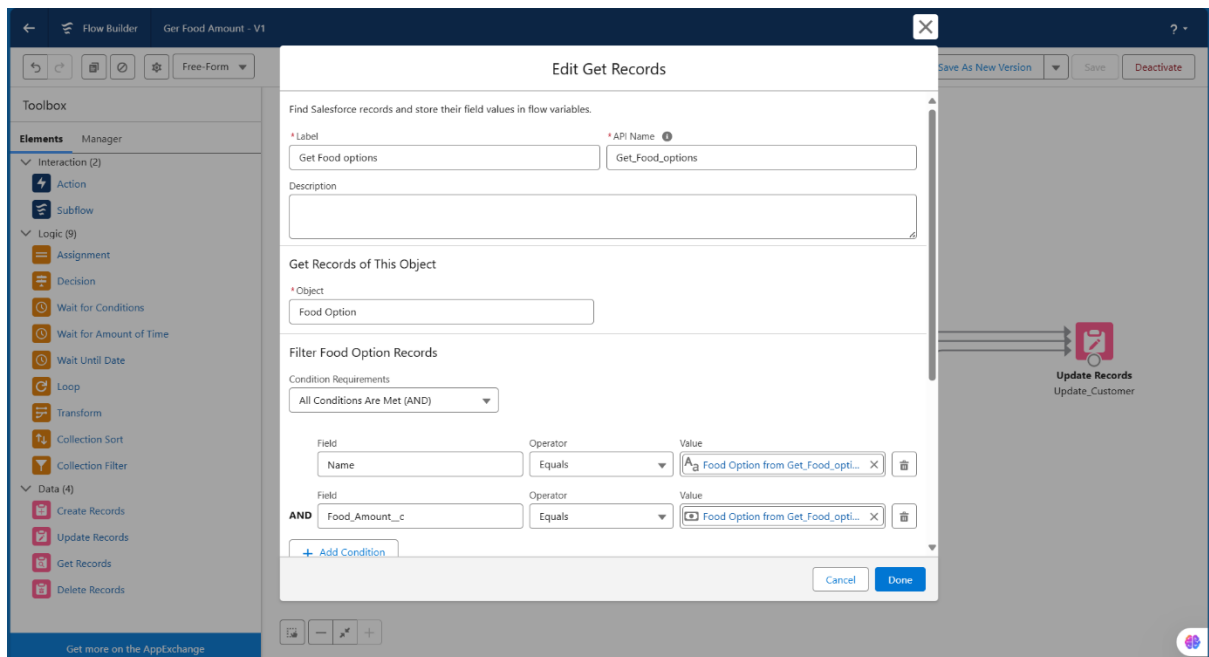 Flow Builder Ger Food Amount - V1 ?
Free-Form Save As New Version Save Deactivate
Edit Get Records
Toolbox
Elements Manager
Interaction (2)
Action
Subflow
Logic (9)
Assignment
Decision
Wait for Conditions
Wait for Amount of Time
Wait Until Date
Loop
Transform
Collection Sort
Collection Filter
Data (4)
Create Records
Update Records
Get Records
Delete Records
Get more on the AppExchange
Find Salesforce records and store their field values in flow variables.
* Label * API Name
Get Food options Get_Food_options
Description
Get Records of This Object
* Object
Food Option
Filter Food Option Records
Condition Requirements
All Conditions Are Met (AND)
Field Operator Value
Name Equals Aa Food Option from Get_Food_opti...
Field Operator Value
AND Food_Amount__c Equals Food Option from Get_Food_opti...
+ Add Condition
Cancel Done
Update Records
Update_Customer